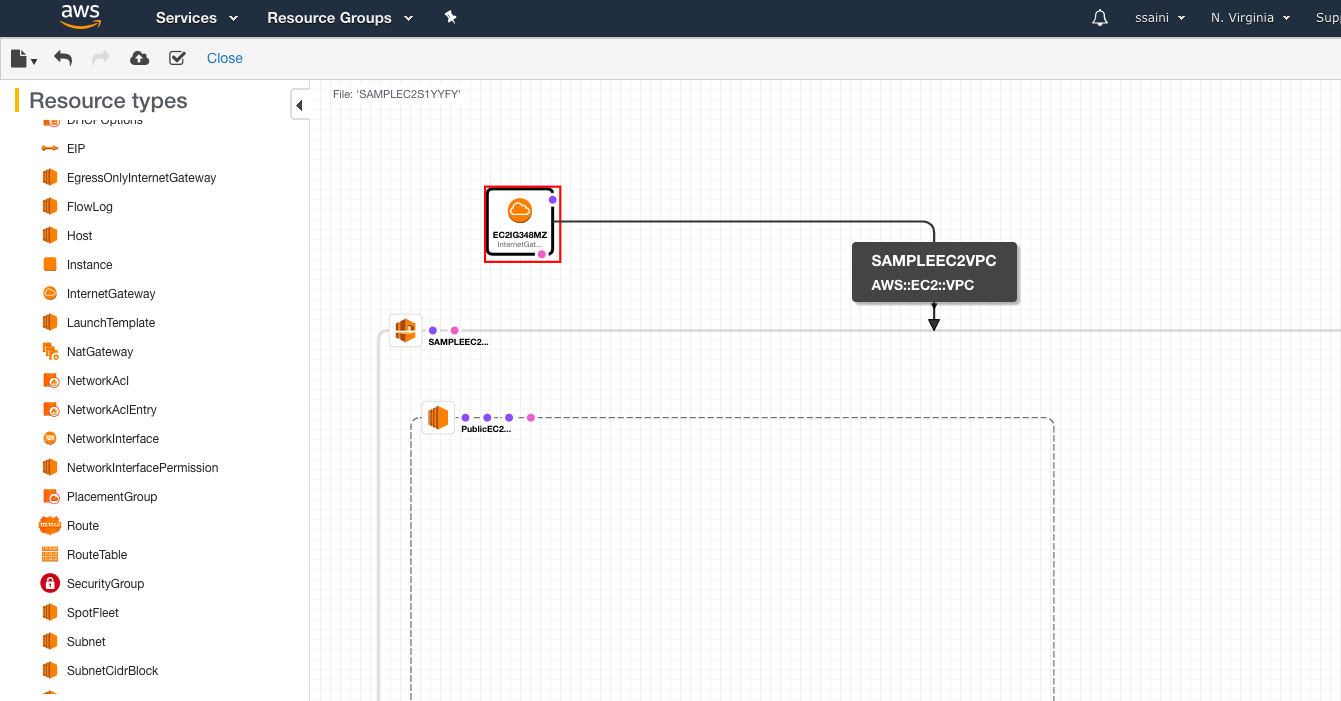 aws
Services
Resource Groups
ssaini
N. Virginia
Sup
Close
Resource types
File: 'SAMPLEC2S1YYFY'
DHCPOptions
EIP
EgressOnlyInternetGateway
FlowLog
Host
Instance
InternetGateway
LaunchTemplate
NatGateway
NetworkAcl
NetworkAclEntry
NetworkInterface
NetworkInterfacePermission
PlacementGroup
Route
RouteTable
SecurityGroup
SpotFleet
Subnet
SubnetCidrBlock
EC2IG348MZ
InternetGat...
SAMPLEEC2VPC
AWS::EC2::VPC
SAMPLEEC2...
PublicEC2...